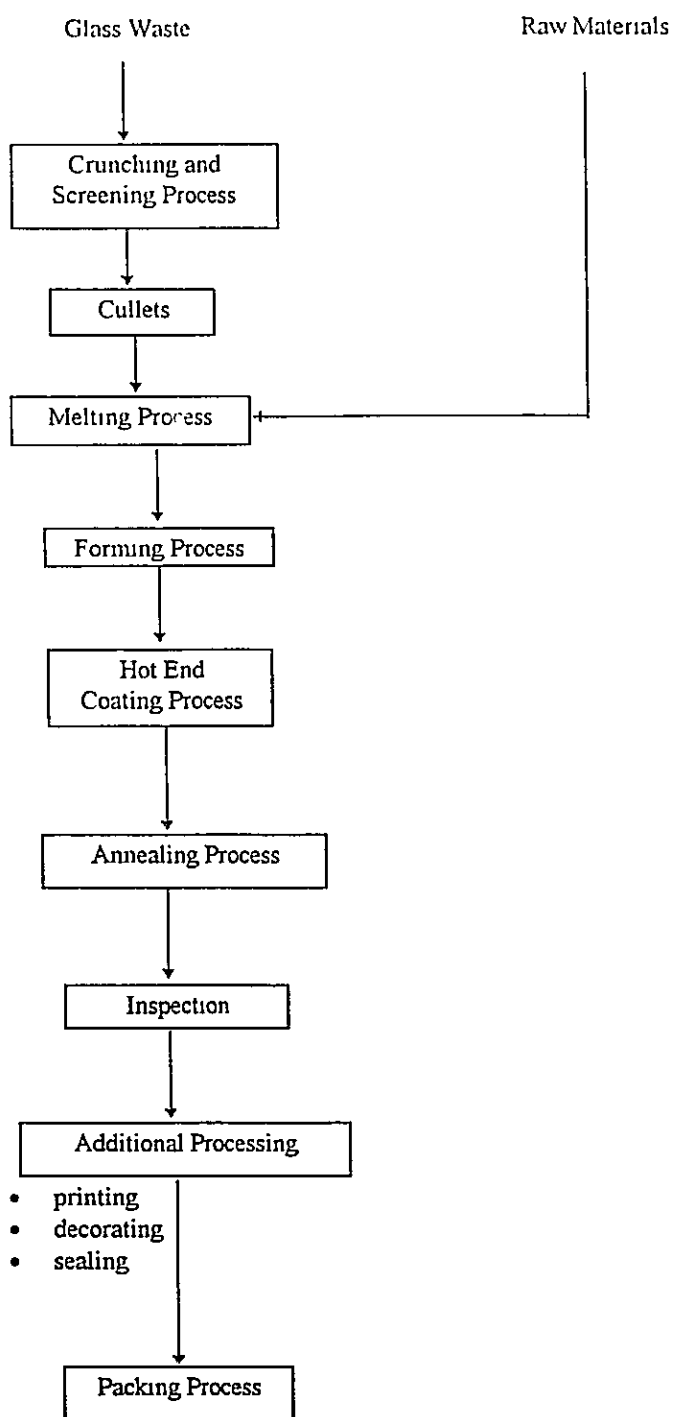 Glass Waste
Raw Materials
Crunching and
Screening Process
Cullets
Melting Process
Forming Process
Hot End
Coating Process
Annealing Process
Inspection
Additional Processing
• printing
• decorating
• sealing
Packing Process